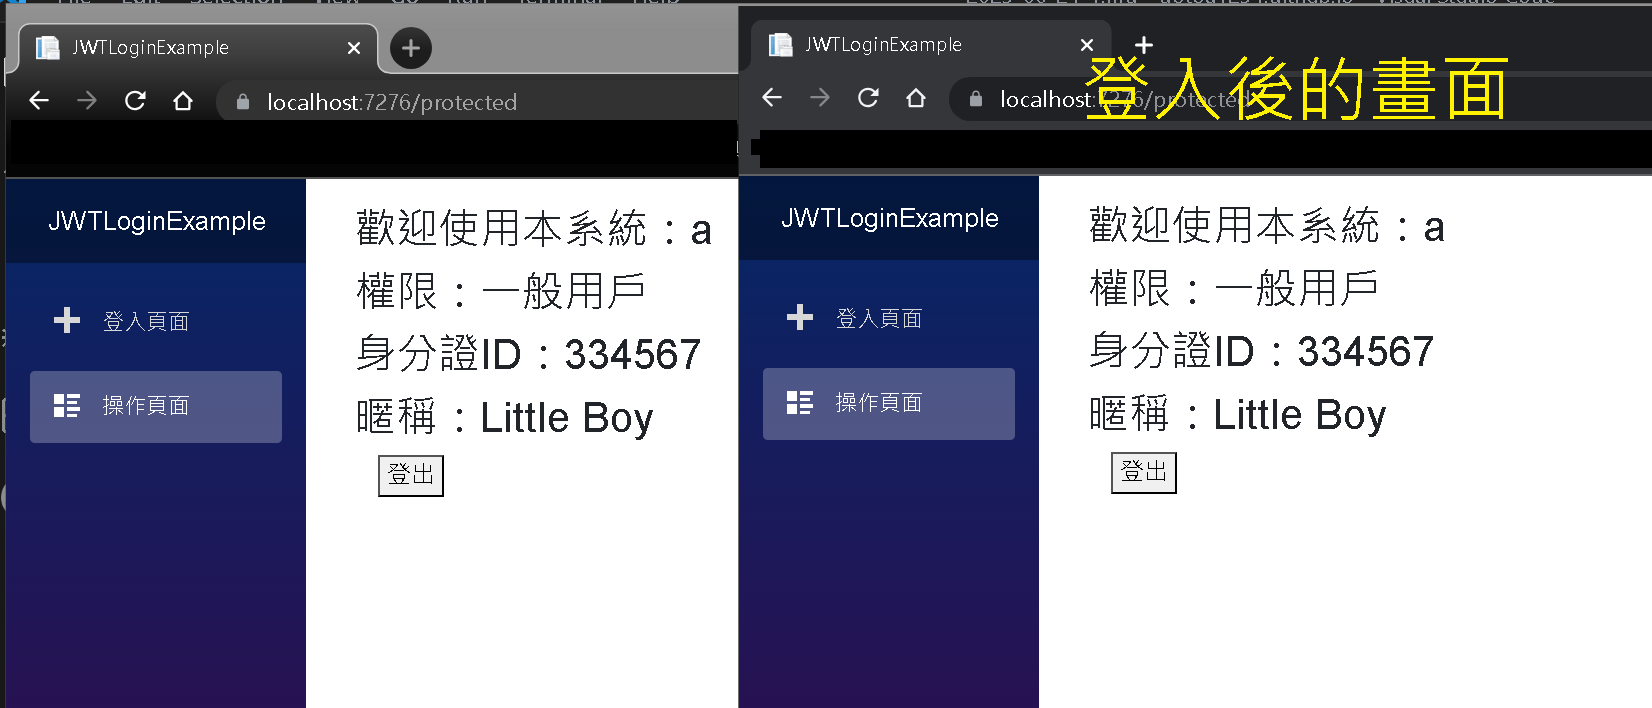 JWTLoginExample
localhost:7276/protected
JWTLoginExample
登入頁面
操作頁面
歡迎使用本系統：a
權限：一般用戶
身分證ID：334567
暱稱：Little Boy
登出
JWTLoginExample
登入後的畫面
localhost:7276/protected
JWTLoginExample
登入頁面
操作頁面
歡迎使用本系統：a
權限：一般用戶
身分證ID：334567
暱稱：Little Boy
登出